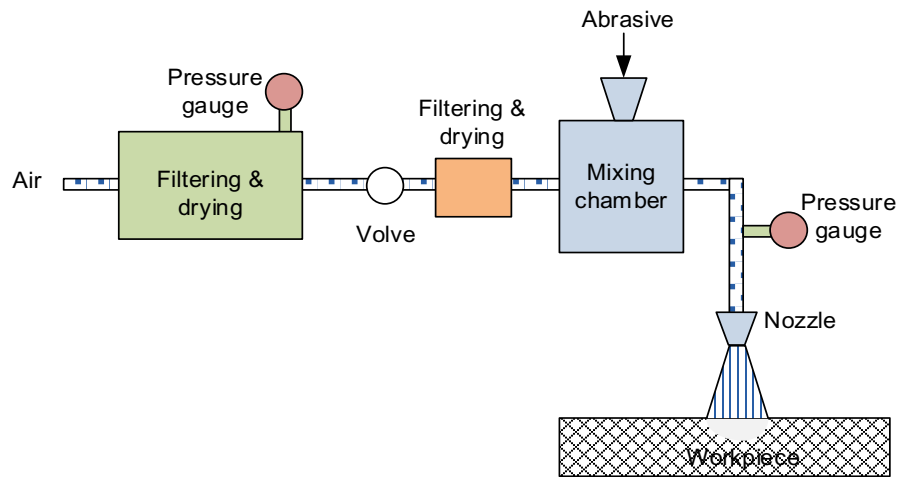 Abrasive
Pressure
gauge
Filtering &
drying
Air
Filtering &
drying
Volve
Mixing
chamber
Pressure
gauge
Nozzle
Workpiece